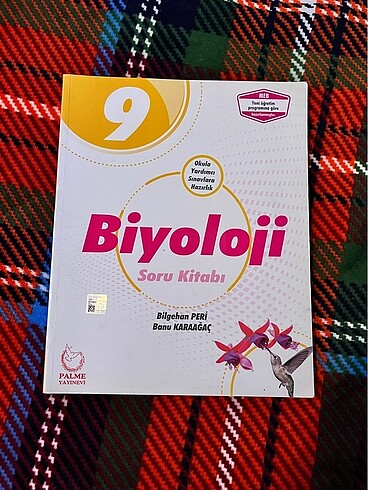 9
MEB
Yeni öğretim
programına göre
hazırlanmıştır.
Okula
Yardımcı
Sınavlara
Hazırlık
Biyoloji
Soru Kitabı
Bilgehan PERİ
Banu KARAAĞAÇ
PALME
YAYINEVİ